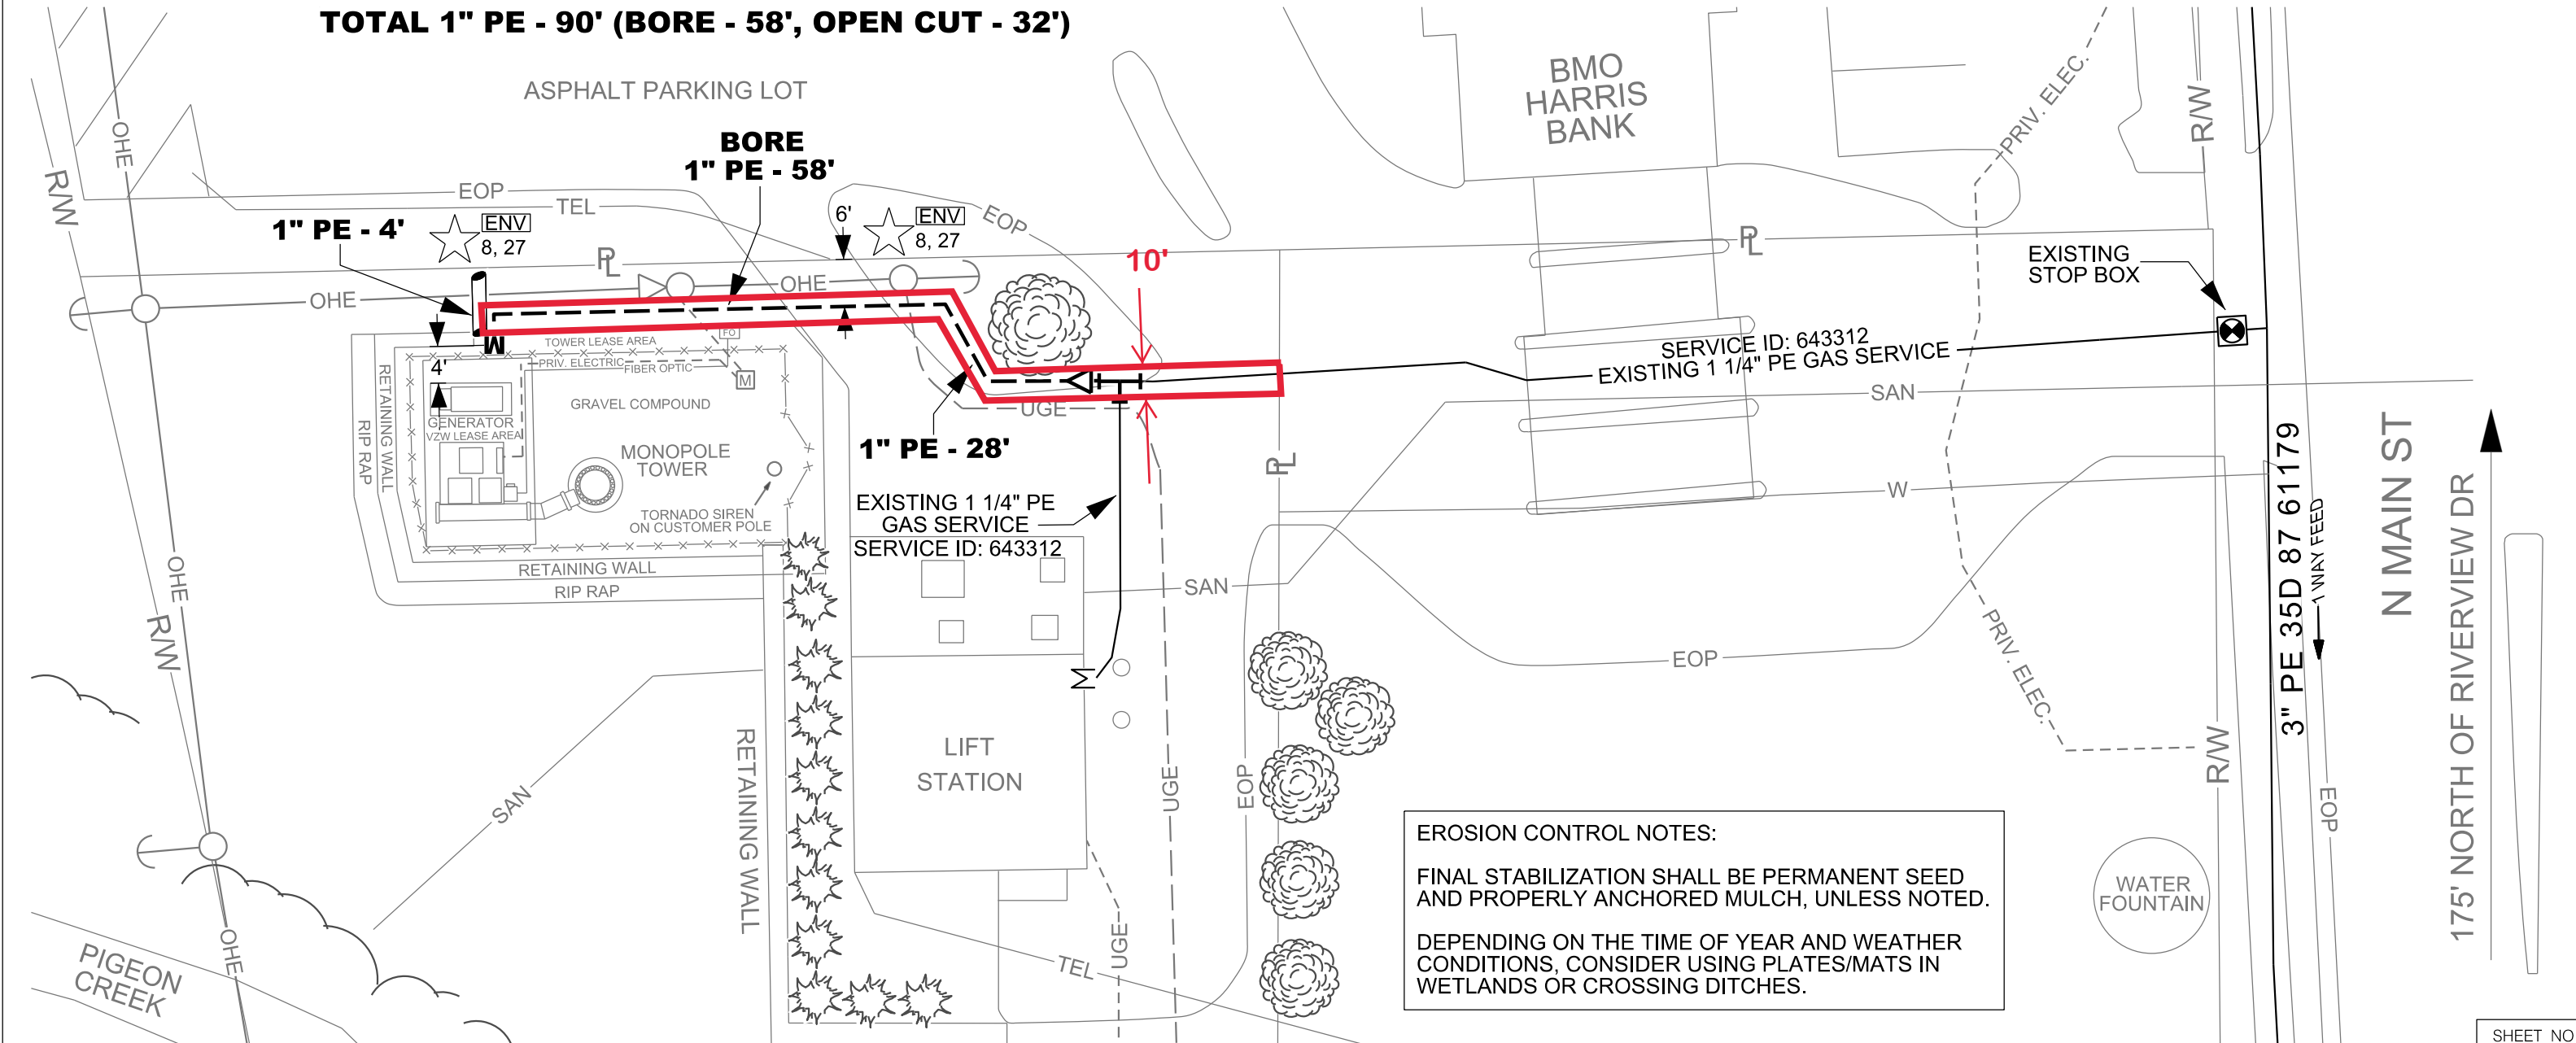 TOTAL 1" PE - 90' (BORE - 58', OPEN CUT - 32')
ASPHALT PARKING LOT
BMO
HARRIS
BANK
PRIV. ELEC.
R/W
OHE
R/W
BORE
1" PE - 58'
EOP
TEL
1" PE - 4'
ENV
8, 27
6'
ENV
8, 27
EOP
PL
PL
10'
EXISTING
STOP BOX
OHE
OHE
FO
TOWER LEASE AREA
PRIV. ELECTRIC
FIBER OPTIC
M
M
4'
SERVICE ID: 643312
EXISTING 1 1/4" PE GAS SERVICE
SAN
RETAINING WALL
RIP RAP
GRAVEL COMPOUND
GENERATOR
VZW LEASE AREA
UGE
1" PE - 28'
MONOPOLE
TOWER
PL
EXISTING 1 1/4" PE
GAS SERVICE
SERVICE ID: 643312
TORNADO SIREN
ON CUSTOMER POLE
W
3" PE 35D 87 61179
1 WAY FEED
N MAIN ST
175' NORTH OF RIVERVIEW DR
RETAINING WALL
RIP RAP
OHE
R/W
SAN
EOP
PRIV. ELEC.
M
R/W
EOP
LIFT
STATION
RETAINING WALL
SAN
UGE
EOP
EROSION CONTROL NOTES:
FINAL STABILIZATION SHALL BE PERMANENT SEED
AND PROPERLY ANCHORED MULCH, UNLESS NOTED.
DEPENDING ON THE TIME OF YEAR AND WEATHER
CONDITIONS, CONSIDER USING PLATES/MATS IN
WETLANDS OR CROSSING DITCHES.
WATER
FOUNTAIN
OHE
PIGEON
CREEK
TEL
UGE
SHEET NO